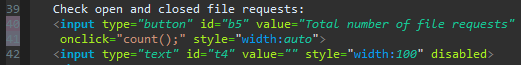 39 Check open and closed file requests:
40 <input type="button" id="b5" value="Total number of file requests"
41 onclick="count();" style="width:auto">
42 <input type="text" id="t4" value="" style="width:100" disabled>